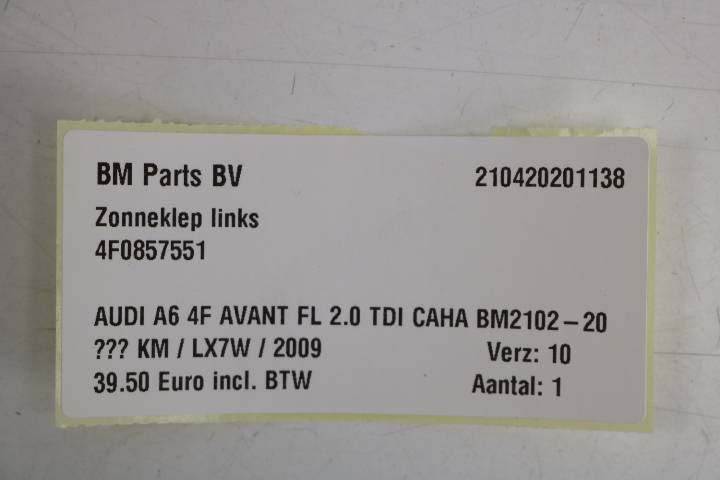 BM Parts BV 210420201138
Zonneklep links
4F0857551
AUDI A6 4F AVANT FL 2.0 TDI CAHA BM2102-20
??? KM / LX7W / 2009 Verz: 10
39.50 Euro incl. BTW Aantal: 1